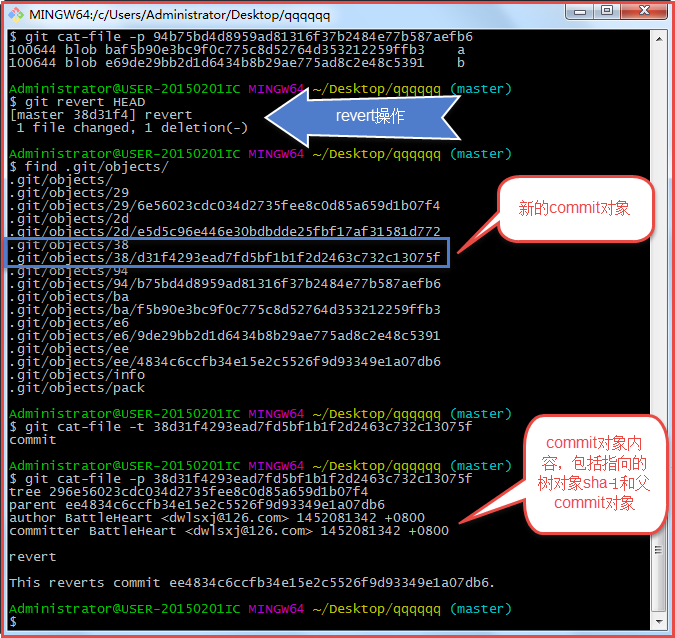 MINGW64:/c/Users/Administrator/Desktop/qqqqqq
$ git cat-file -p 94b75bd4d8959ad81316f37b2484e77b587aefb6
100644 blob baf5b90e3bc9f0c775c8d52764d353212259ffb3    a
100644 blob e69de29bb2d1d6434b8b29ae775ad8c2e48c5391    b
Administrator@USER-20150201IC MINGW64 ~/Desktop/qqqqqq (master)
$ git revert HEAD
[master 38d31f4] revert
1 file changed, 1 deletion(-)
revert操作
Administrator@USER-20150201IC MINGW64 ~/Desktop/qqqqqq (master)
$ find .git/objects/
.git/objects/
.git/objects/29
.git/objects/29/6e56023cdc034d2735fee8c0d85a659d1b07f4
.git/objects/2d
.git/objects/2d/e5d5c96e446e30bdbdde25fbf17af31581d772
.git/objects/38
.git/objects/38/d31f4293ead7fd5bf1b1f2d2463c732c13075f
新的commit对象
.git/objects/94
.git/objects/94/b75bd4d8959ad81316f37b2484e77b587aefb6
.git/objects/ba
.git/objects/ba/f5b90e3bc9f0c775c8d52764d353212259ffb3
.git/objects/e6
.git/objects/e6/9de29bb2d1d6434b8b29ae775ad8c2e48c5391
.git/objects/ee
.git/objects/ee/4834c6ccfb34e15e2c5526f9d93349e1a07db6
.git/objects/info
.git/objects/pack
Administrator@USER-20150201IC MINGW64 ~/Desktop/qqqqqq (master)
$ git cat-file -t 38d31f4293ead7fd5bf1b1f2d2463c732c13075f
commit
Administrator@USER-20150201IC MINGW64 ~/Desktop/qqqqqq (master)
$ git cat-file -p 38d31f4293ead7fd5bf1b1f2d2463c732c13075f
tree 296e56023cdc034d2735fee8c0d85a659d1b07f4
parent ee4834c6ccfb34e15e2c5526f9d93349e1a07db6
author BattleHeart <dwlsxj@126.com> 1452081342 +0800
committer BattleHeart <dwlsxj@126.com> 1452081342 +0800
commit对象内
容，包括指向的
树对象sha-1和父
commit对象
revert
This reverts commit ee4834c6ccfb34e15e2c5526f9d93349e1a07db6.
Administrator@USER-20150201IC MINGW64 ~/Desktop/qqqqqq (master)
$